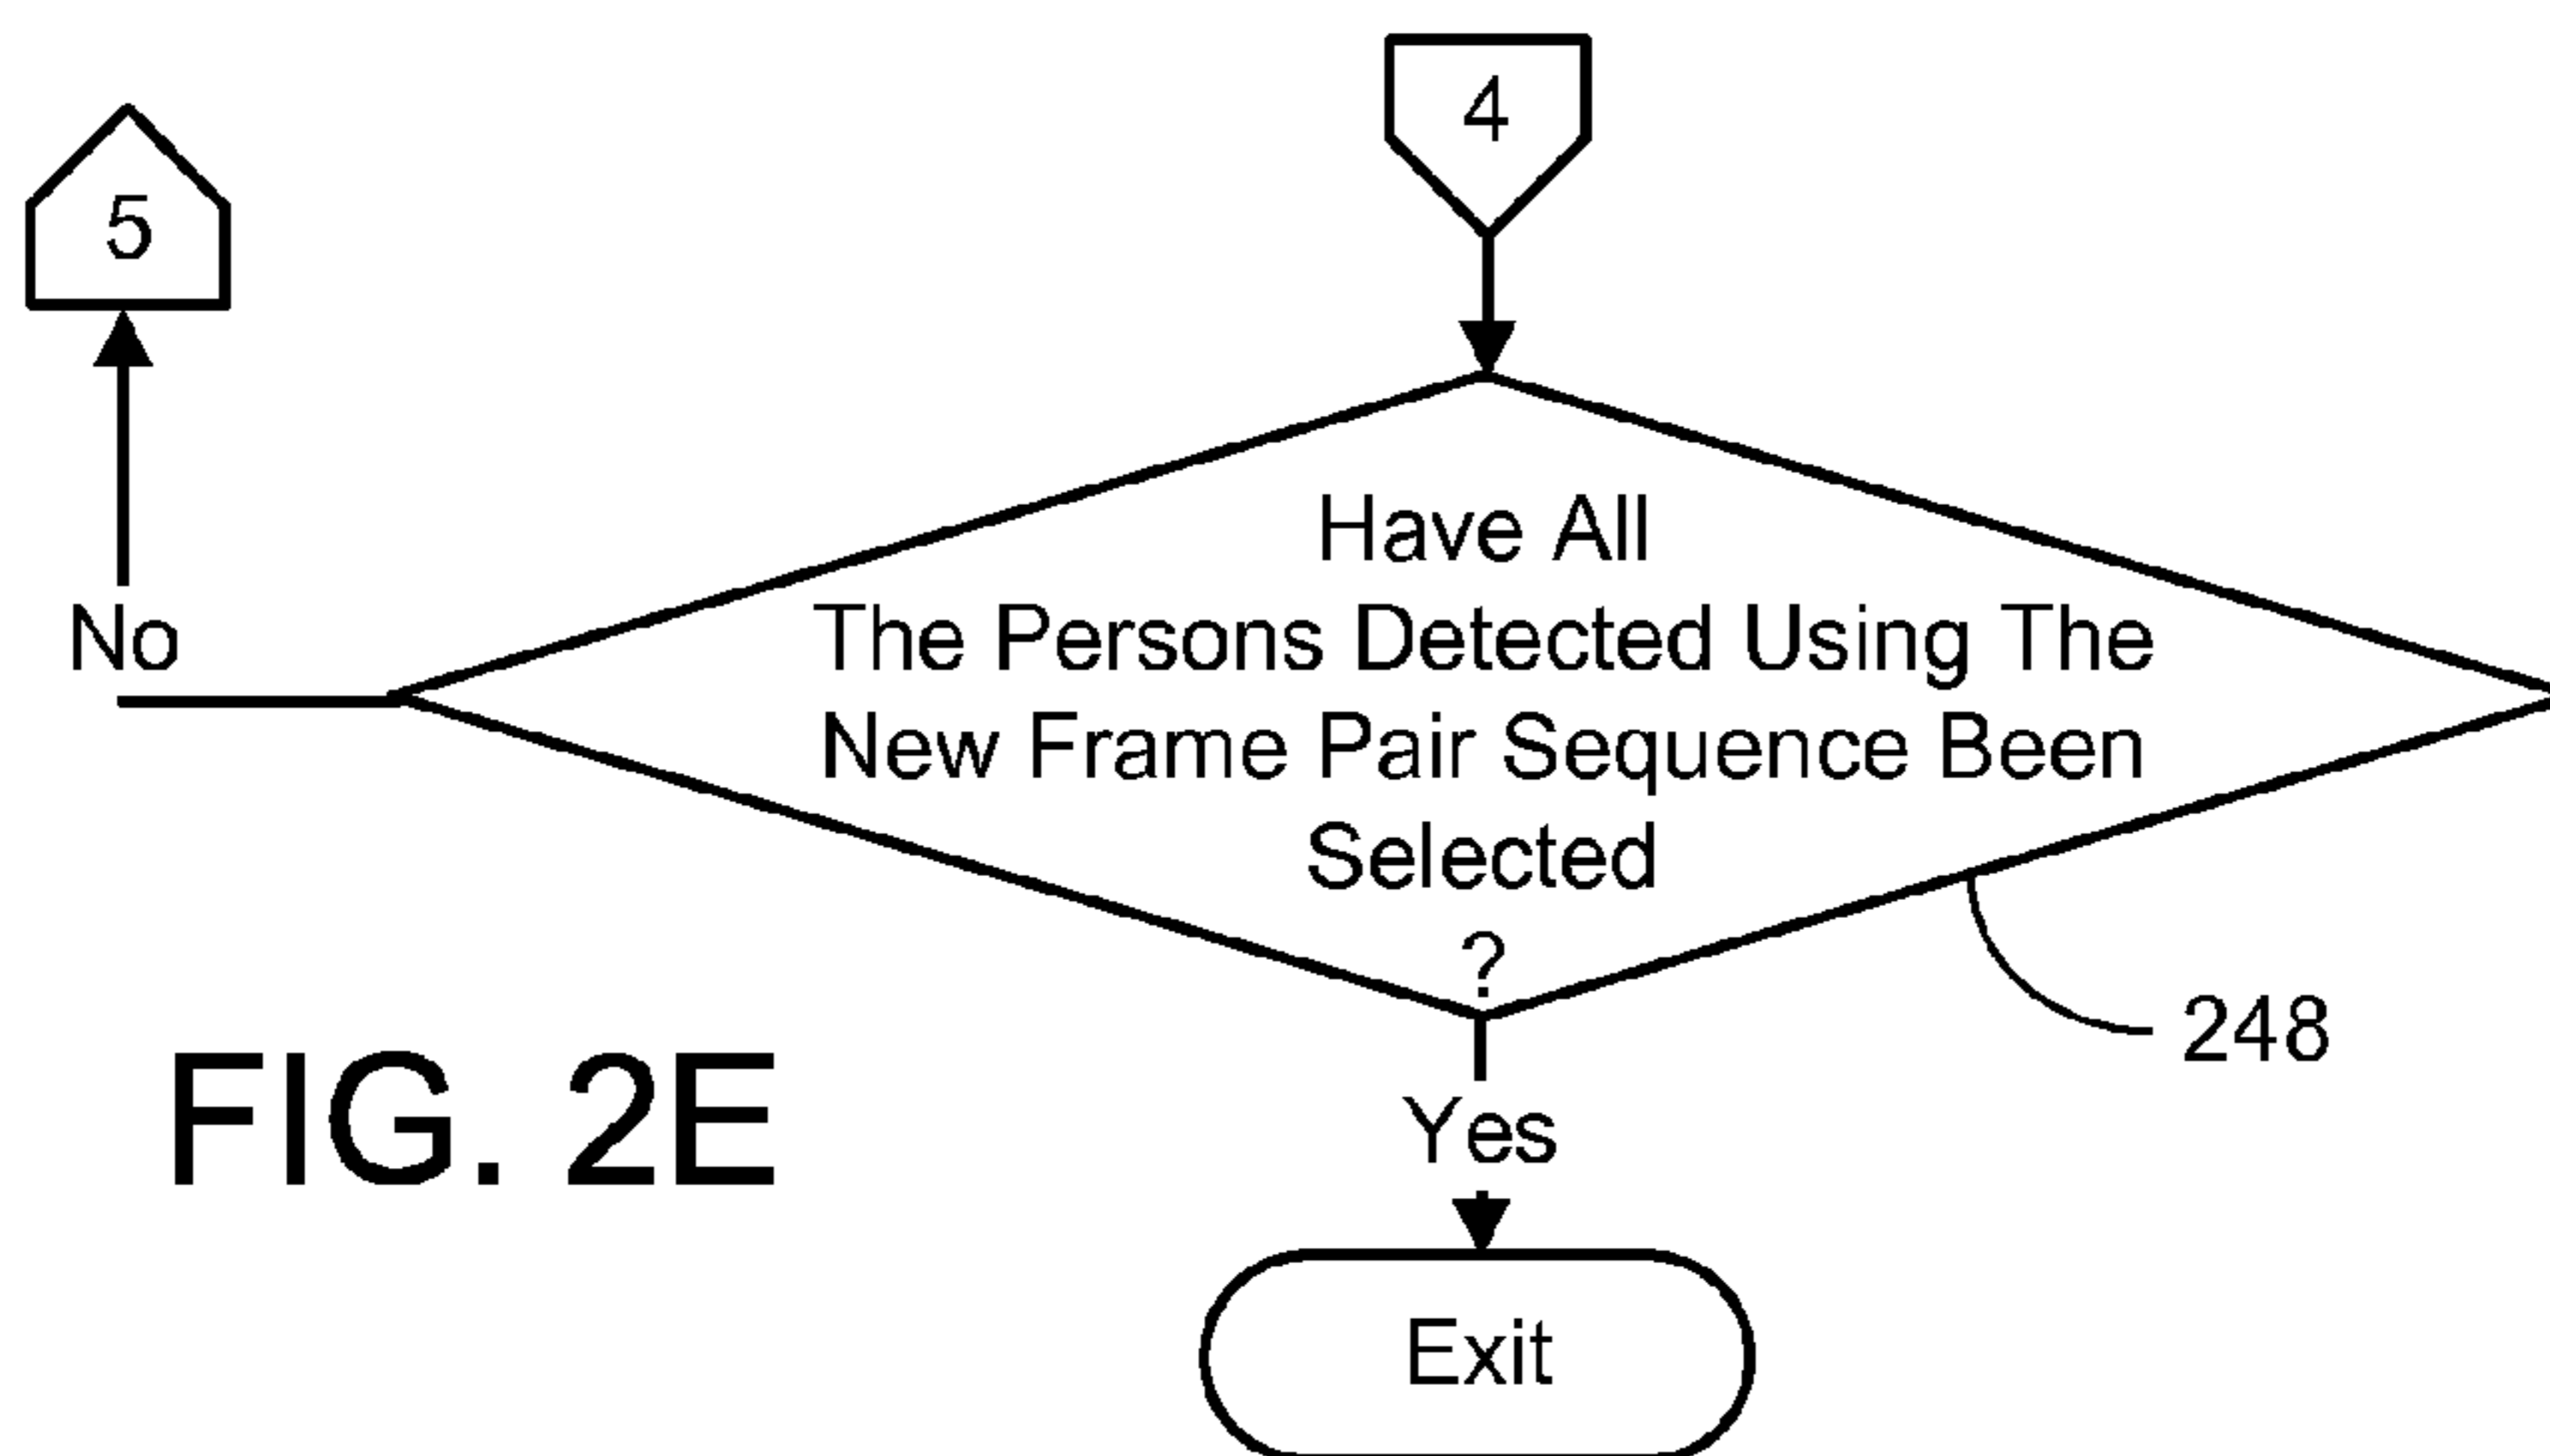 4
5
Have All
The Persons Detected Using The
New Frame Pair Sequence Been
Selected
?
No
248
Yes
Exit
FIG. 2E